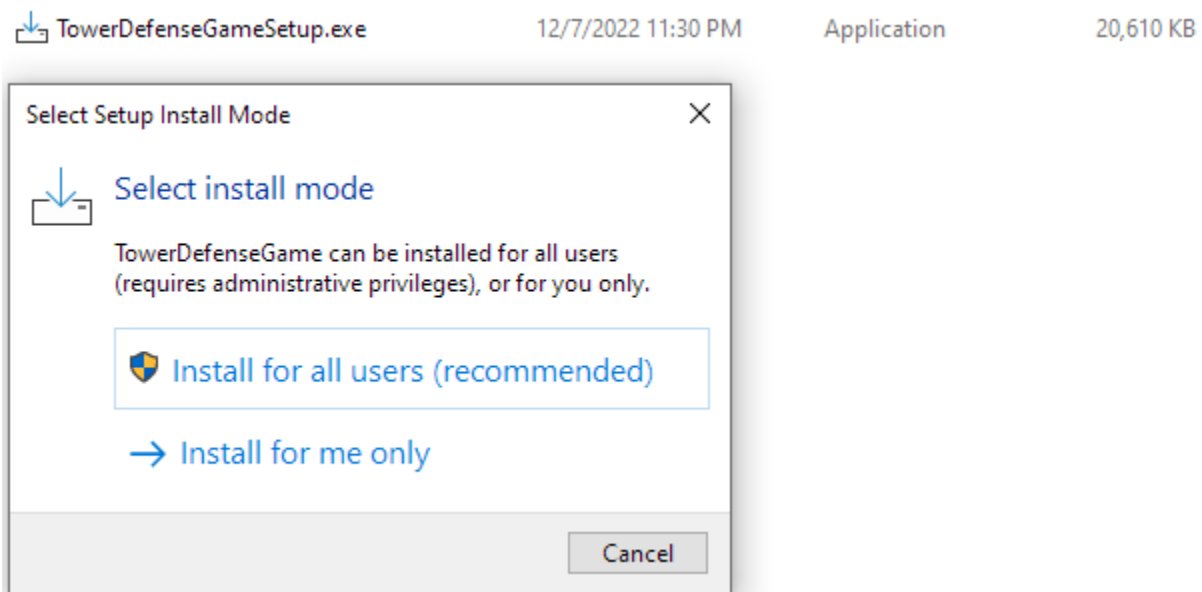 TowerDefenseGameSetup.exe 12/7/2022 11:30 PM Application 20,610 KB
Select Setup Install Mode
Select install mode
TowerDefenseGame can be installed for all users
(requires administrative privileges), or for you only.
Install for all users (recommended)
Install for me only
Cancel